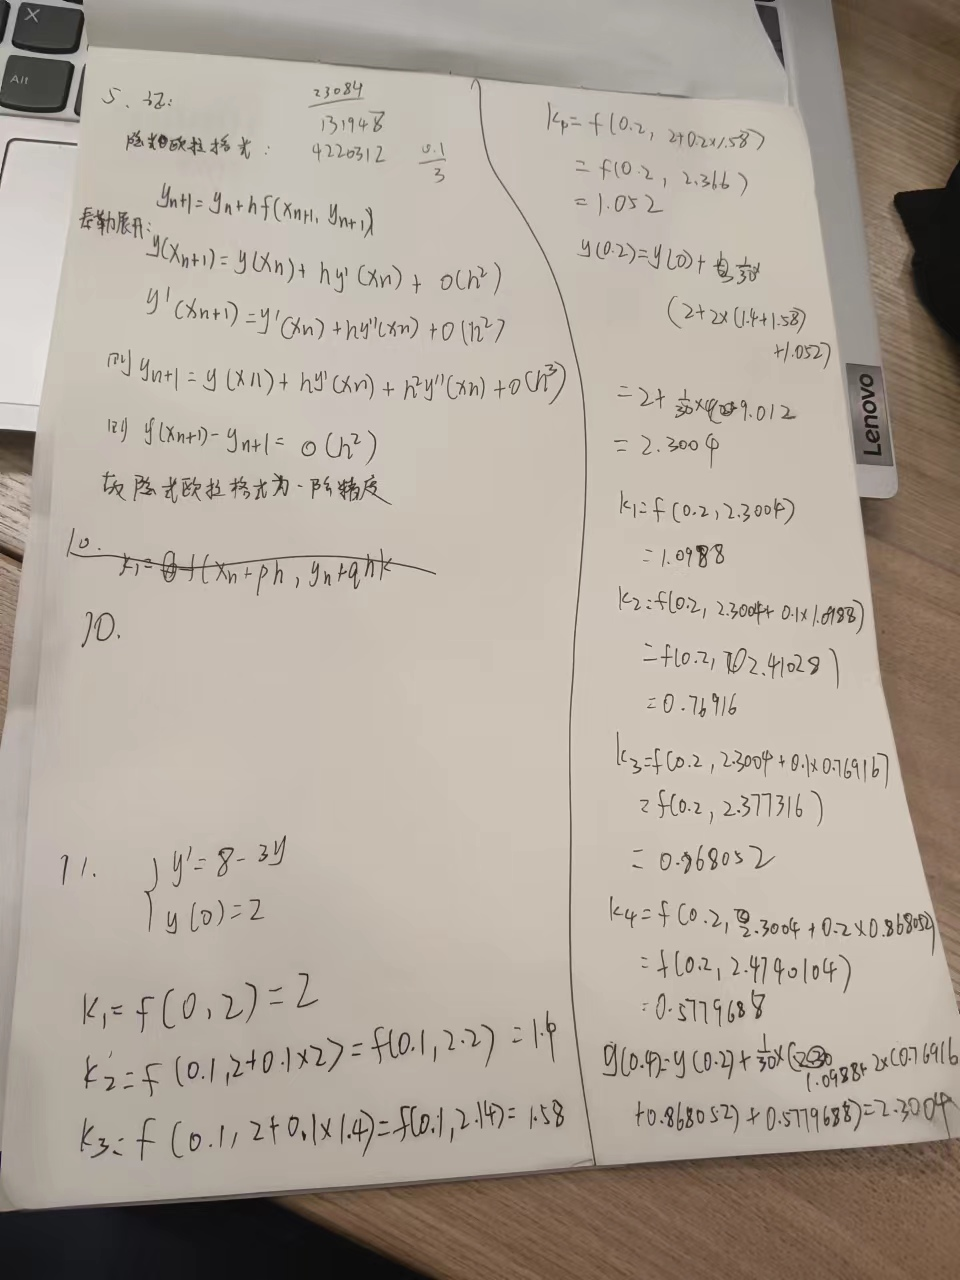 5、证:
23084
131948
4220312
0.1
3
隐式欧拉格式:
yn+1=yn+hf(xn+1, yn+1)
泰勒展开:
y(xn+1)=y(xn)+hy'(xn)+O(h²)
y'(xn+1)=y'(xn)+hy''(xn)+O(h²)
则yn+1=y(xn)+hy'(xn)+h²y''(xn)+O(h³)
则 y(xn+1)-yn+1=O(h²)
故隐式欧拉格式为一阶精度
10.
k1=f(xn+ph, yn+qhk
10.
11. y'=8-3y
y(0)=2
k1=f(0,2)=2
k2=f(0.1,2+0.1×2)=f(0.1,2.2)=1.4
k3=f(0.1,2+0.1×1.4)=f(0.1,2.14)=1.58
=f(0.2, 2+0.2×1.58)
=f(0.2, 2.366)
=1.052
y(0.2)=y(0)+1/30×
(2+2×(1.4+1.58)
+1.052)
=2+1/30×9.012
=2.3004
k1=f(0.2,2.3004)
=1.0988
k2=f(0.2, 2.3004+0.1×1.0988)
=f(0.2, 2.41028)
=0.76916
k3=f(0.2,2.3004+0.1×0.76916)
=f(0.2, 2.377316)
=0.868052
k4=f(0.2, 2.3004+0.2×0.868052)
=f(0.2, 2.4740104)
=0.5779688
y(0.4)=y(0.2)+1/30×(
1.0988+2×(0.76916
+0.868052)+0.5779688)=2.3004
Lenovo
X
Alt